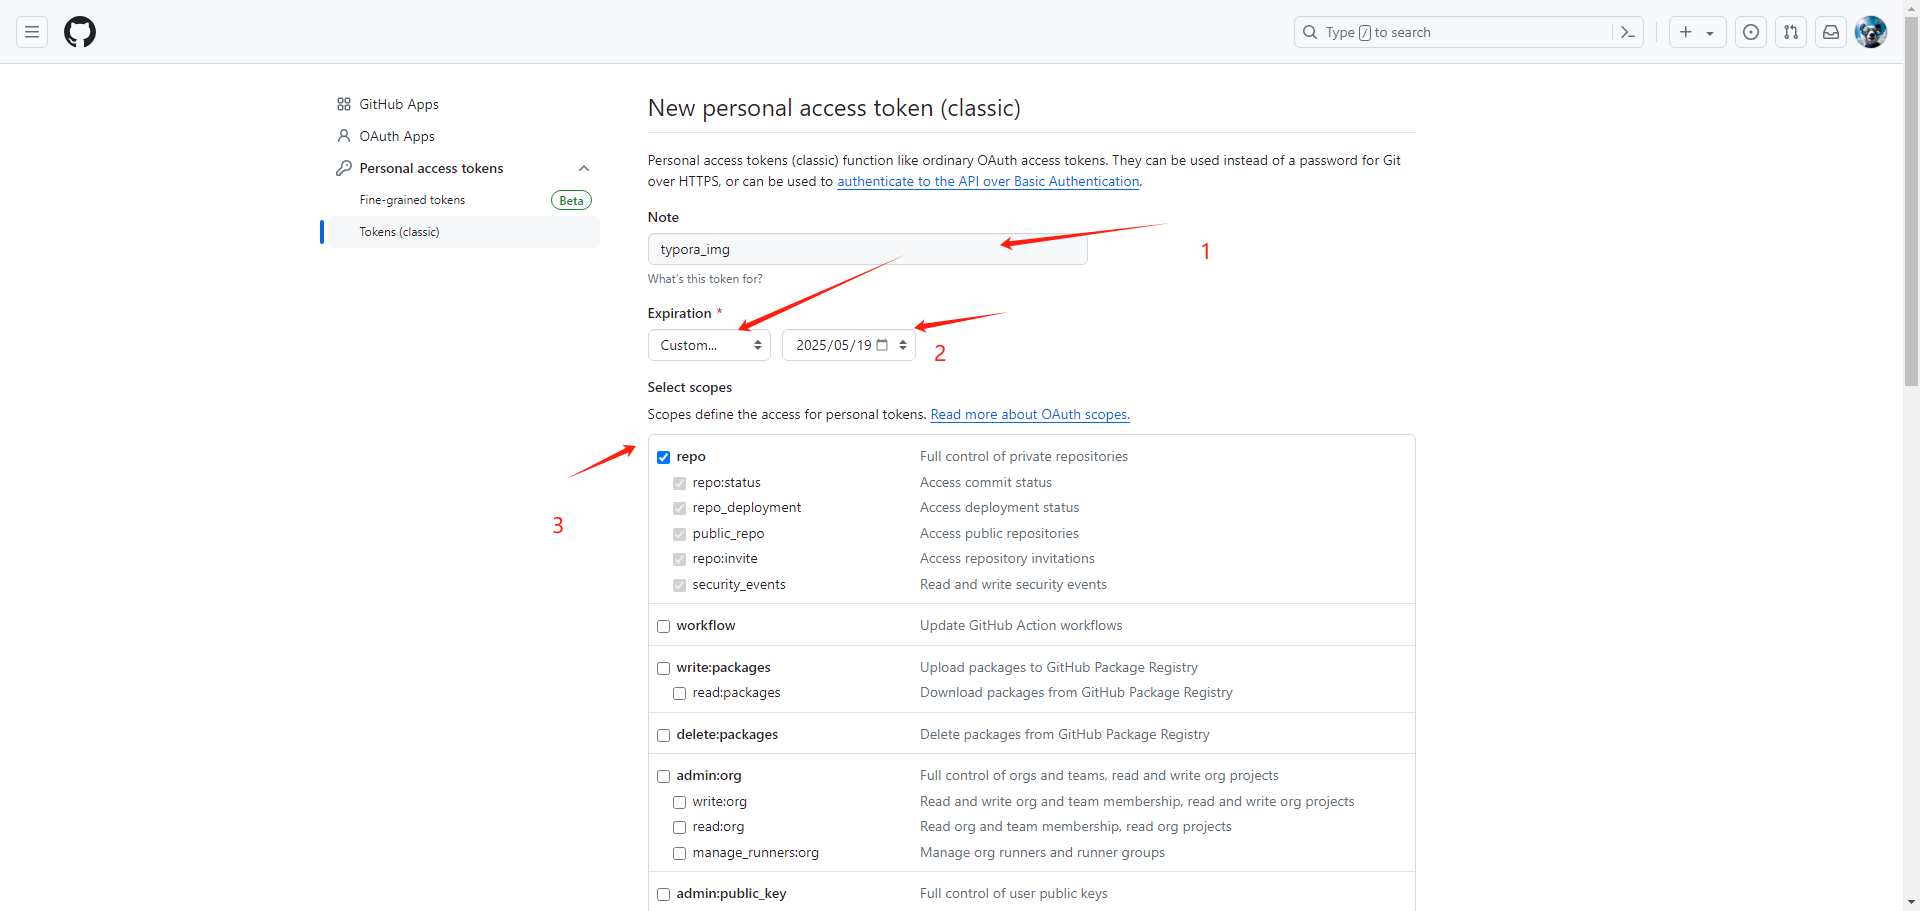 Type / to search
GitHub Apps
OAuth Apps
Personal access tokens
Fine-grained tokens Beta
Tokens (classic)
New personal access token (classic)
Personal access tokens (classic) function like ordinary OAuth access tokens. They can be used instead of a password for Git
over HTTPS, or can be used to authenticate to the API over Basic Authentication.
Note
typora_img
1
What's this token for?
Expiration *
Custom... 2025/05/19
2
Select scopes
Scopes define the access for personal tokens. Read more about OAuth scopes.
3
repo Full control of private repositories
repo:status Access commit status
repo_deployment Access deployment status
public_repo Access public repositories
repo:invite Access repository invitations
security_events Read and write security events
workflow Update GitHub Action workflows
write:packages Upload packages to GitHub Package Registry
read:packages Download packages from GitHub Package Registry
delete:packages Delete packages from GitHub Package Registry
admin:org Full control of orgs and teams, read and write org projects
write:org Read and write org and team membership, read and write org projects
read:org Read org and team membership, read org projects
manage_runners:org Manage org runners and runner groups
admin:public_key Full control of user public keys